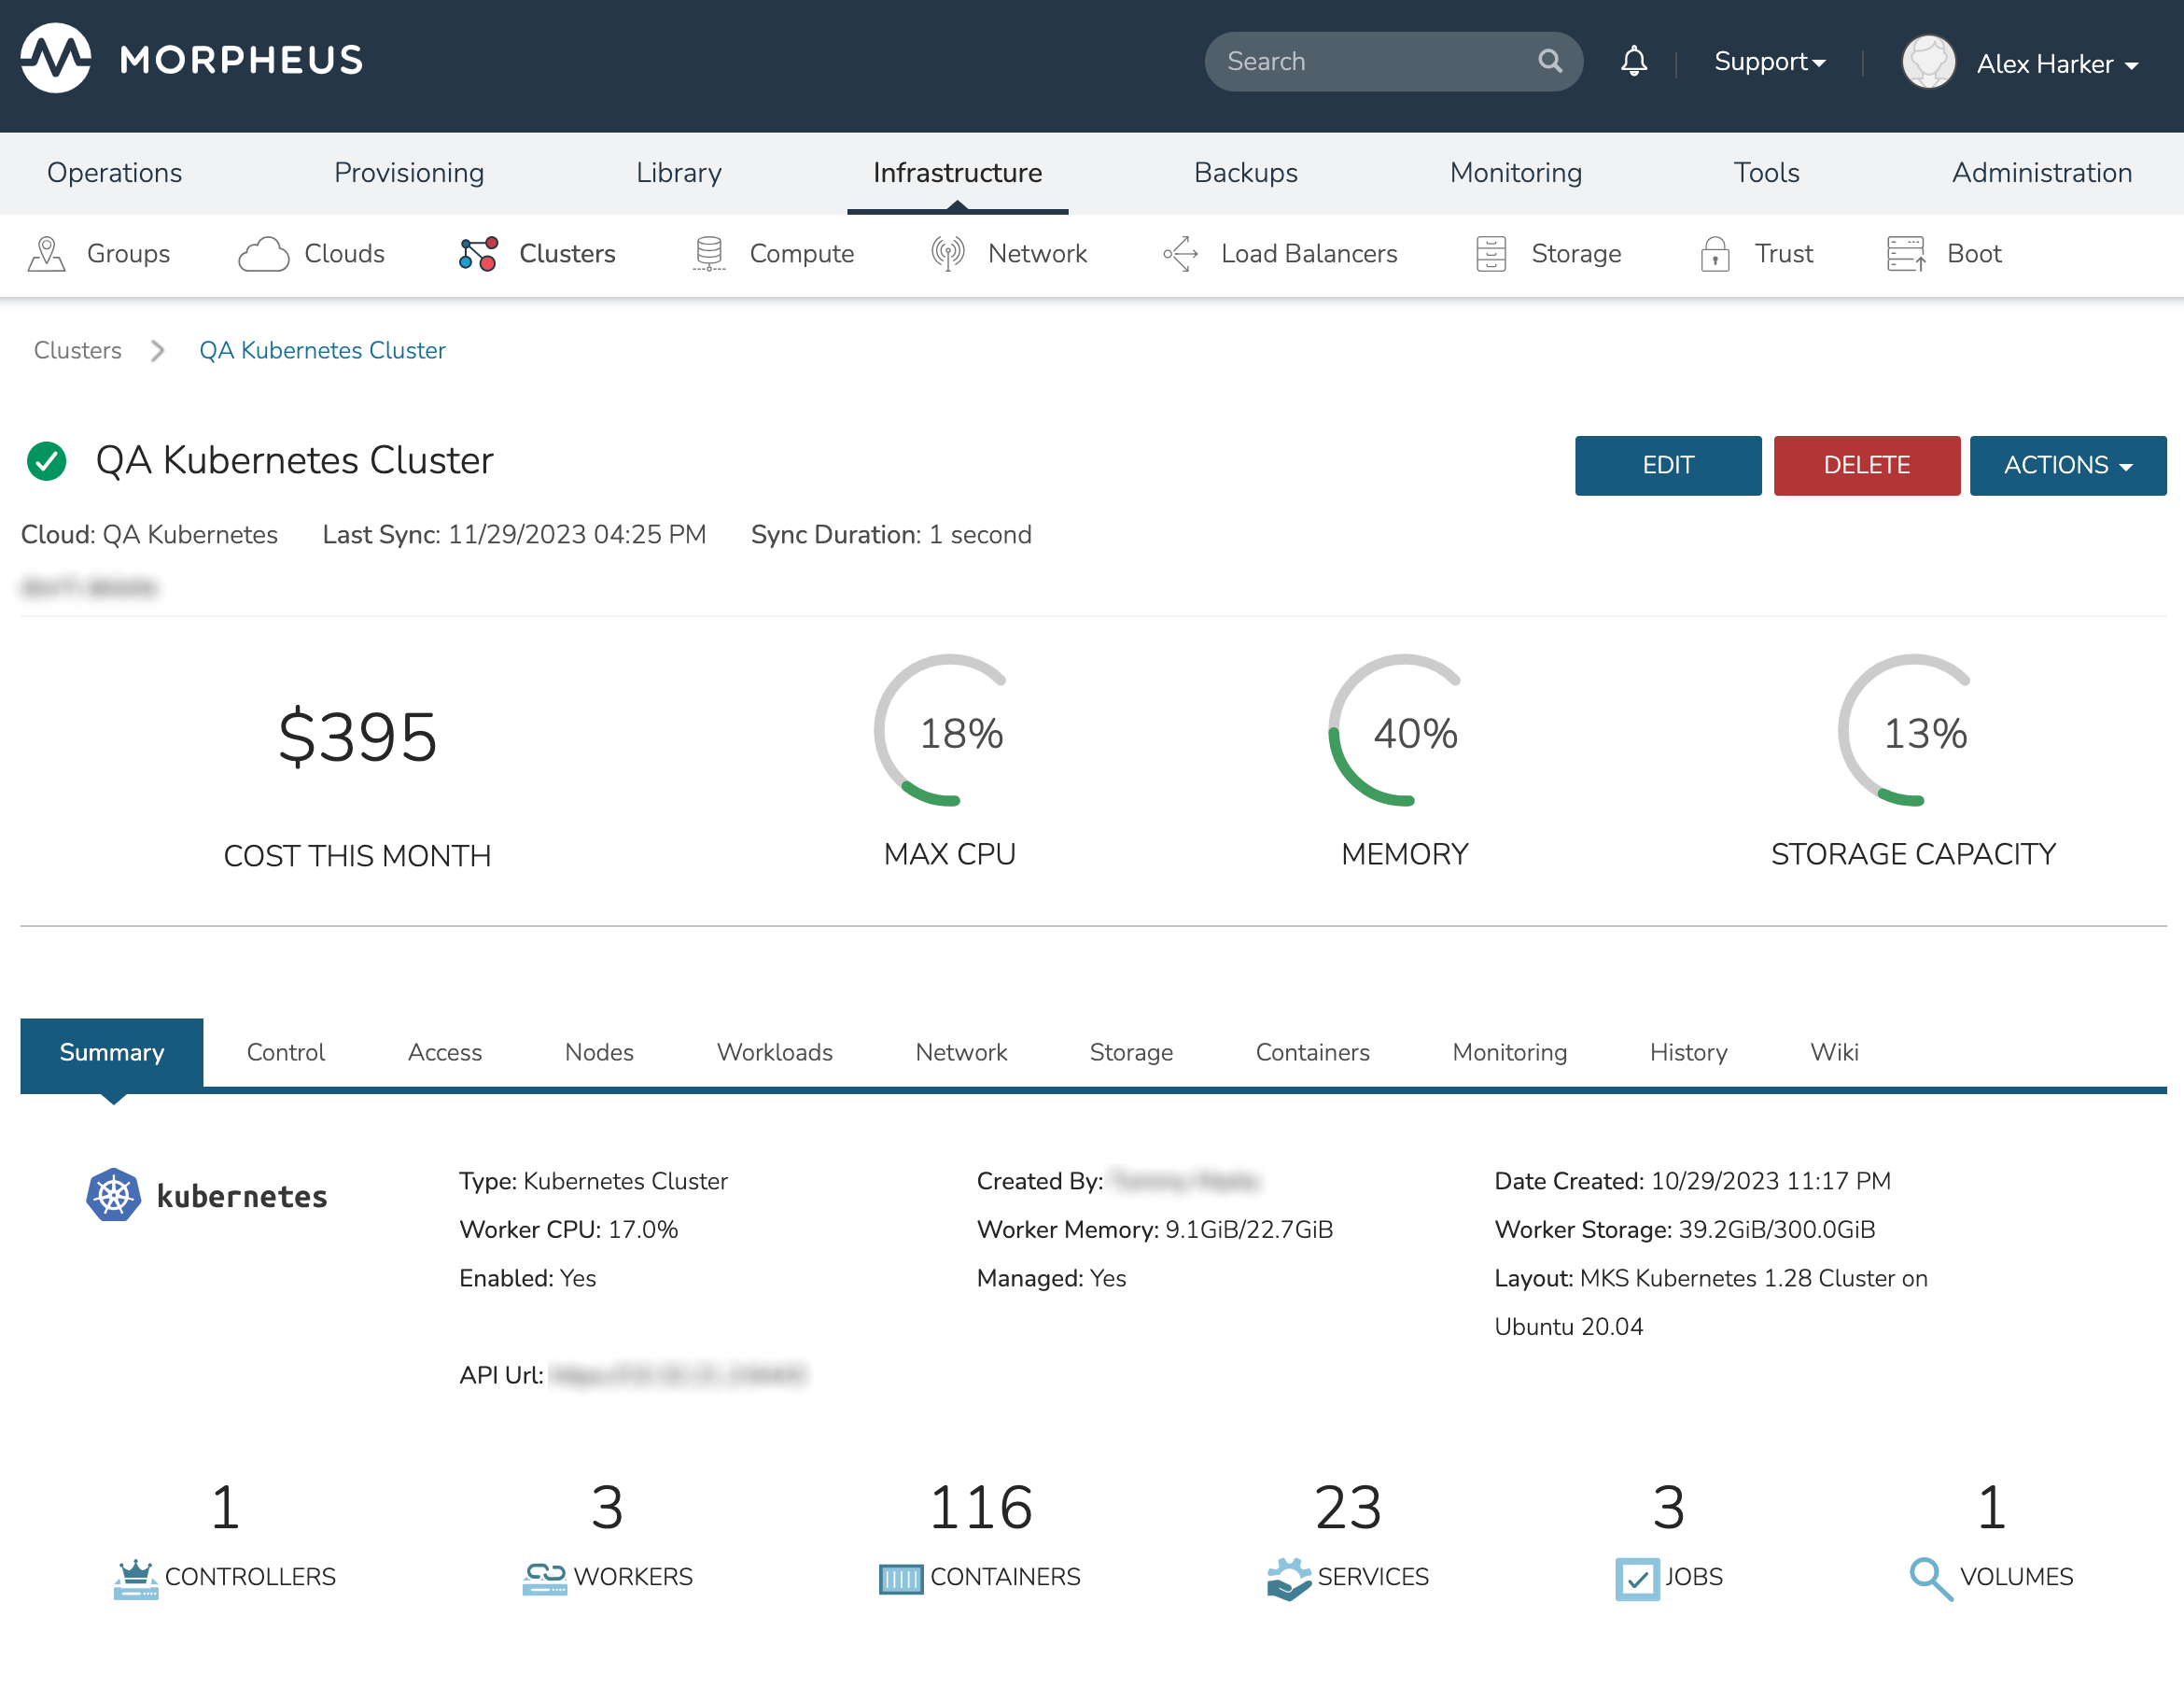 MORPHEUS
Search
Support
Alex Harker
Operations Provisioning Library Infrastructure Backups Monitoring Tools Administration
Groups Clouds Clusters Compute Network Load Balancers Storage Trust Boot
Clusters QA Kubernetes Cluster
QA Kubernetes Cluster
EDIT DELETE ACTIONS
Cloud: QA Kubernetes Last Sync: 11/29/2023 04:25 PM Sync Duration: 1 second
$395 18% 40% 13%
COST THIS MONTH MAX CPU MEMORY STORAGE CAPACITY
Summary Control Access Nodes Workloads Network Storage Containers Monitoring History Wiki
kubernetes
Type: Kubernetes Cluster Created By: Date Created: 10/29/2023 11:17 PM
Worker CPU: 17.0% Worker Memory: 9.1GiB/22.7GiB Worker Storage: 39.2GiB/300.0GiB
Enabled: Yes Managed: Yes Layout: MKS Kubernetes 1.28 Cluster on
Ubuntu 20.04
API Url:
1 3 116 23 3 1
CONTROLLERS WORKERS CONTAINERS SERVICES JOBS VOLUMES